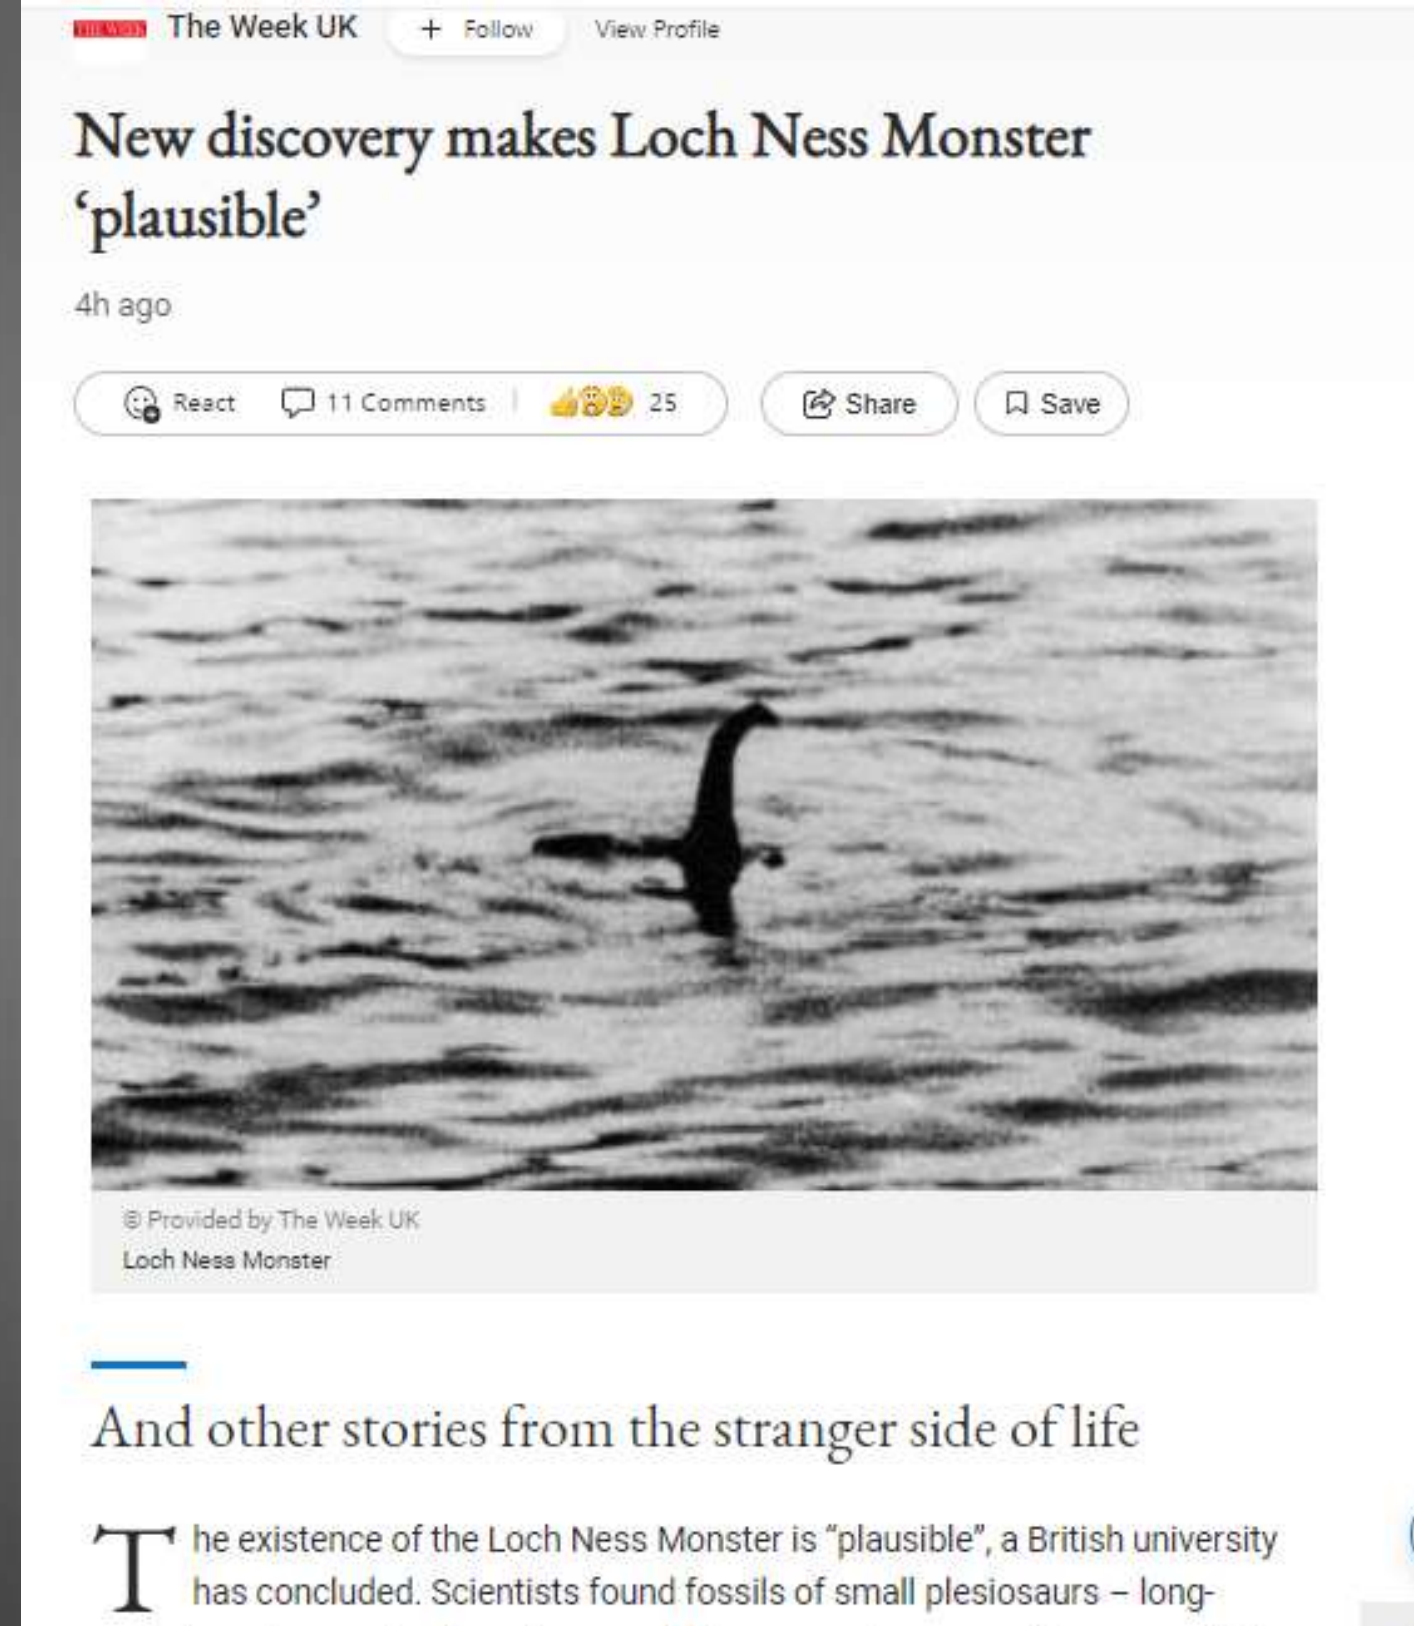 THE WEEK The Week UK + Follow View Profile
New discovery makes Loch Ness Monster
‘plausible’
4h ago
React 11 Comments 25 Share Save
© Provided by The Week UK
Loch Ness Monster
And other stories from the stranger side of life
The existence of the Loch Ness Monster is “plausible”, a British university
has concluded. Scientists found fossils of small plesiosaurs – long-